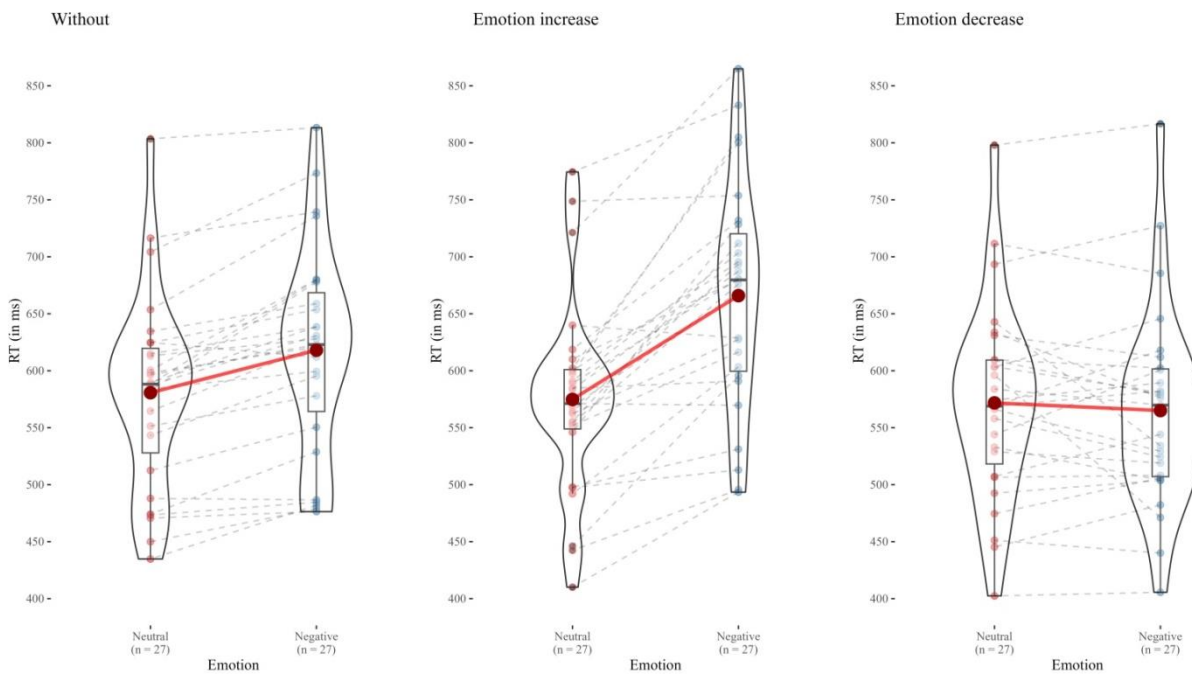 Without
RT (in ms)
850
800
750
700
650
600
550
500
450
400
Neutral
(n = 27)
Negative
(n = 27)
Emotion
Emotion increase
RT (in ms)
850
800
750
700
650
600
550
500
450
400
Neutral
(n = 27)
Negative
(n = 27)
Emotion
Emotion decrease
RT (in ms)
850
800
750
700
650
600
550
500
450
400
Neutral
(n = 27)
Negative
(n = 27)
Emotion